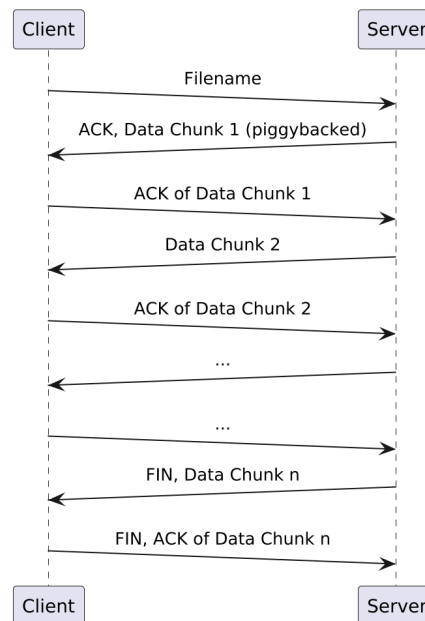 Client
Server
Filename
ACK, Data Chunk 1 (piggybacked)
ACK of Data Chunk 1
Data Chunk 2
ACK of Data Chunk 2
...
...
FIN, Data Chunk n
FIN, ACK of Data Chunk n
Client
Server